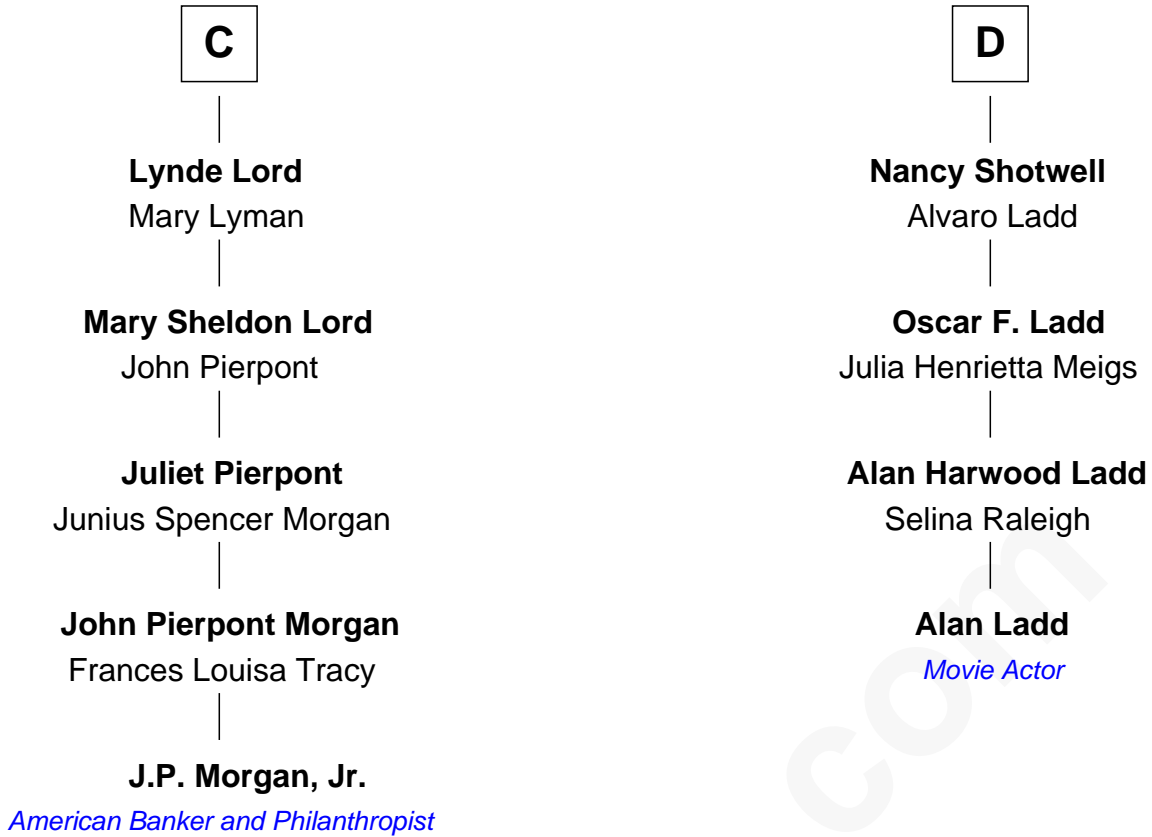 C
Lynde Lord
Mary Lyman
Mary Sheldon Lord
John Pierpont
Juliet Pierpont
Junius Spencer Morgan
John Pierpont Morgan
Frances Louisa Tracy
J.P. Morgan, Jr.
American Banker and Philanthropist
D
Nancy Shotwell
Alvaro Ladd
Oscar F. Ladd
Julia Henrietta Meigs
Alan Harwood Ladd
Selina Raleigh
Alan Ladd
Movie Actor
com